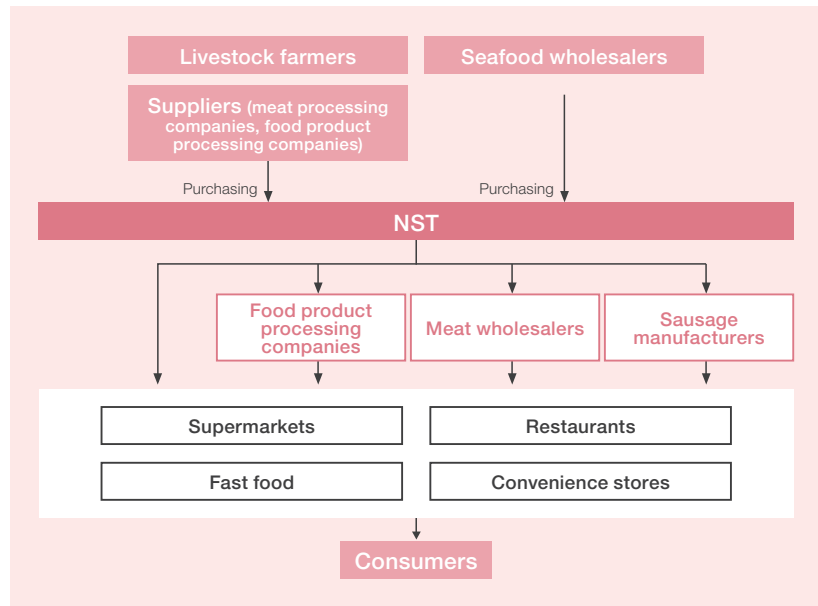 Livestock farmers
Seafood wholesalers
Suppliers (meat processing
companies, food product
processing companies)
Purchasing
Purchasing
NST
Food product
processing
companies
Meat wholesalers
Sausage
manufacturers
Supermarkets
Restaurants
Fast food
Convenience stores
Consumers